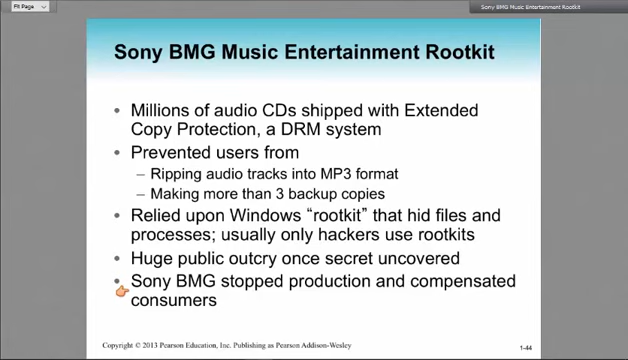 Fit Page
Sony BMG Music Entertainment Rootkit
Sony BMG Music Entertainment Rootkit
• Millions of audio CDs shipped with Extended
Copy Protection, a DRM system
• Prevented users from
– Ripping audio tracks into MP3 format
– Making more than 3 backup copies
• Relied upon Windows “rootkit” that hid files and
processes; usually only hackers use rootkits
• Huge public outcry once secret uncovered
• Sony BMG stopped production and compensated
consumers
Copyright © 2013 Pearson Education, Inc. Publishing as Pearson Addison-Wesley
1-44